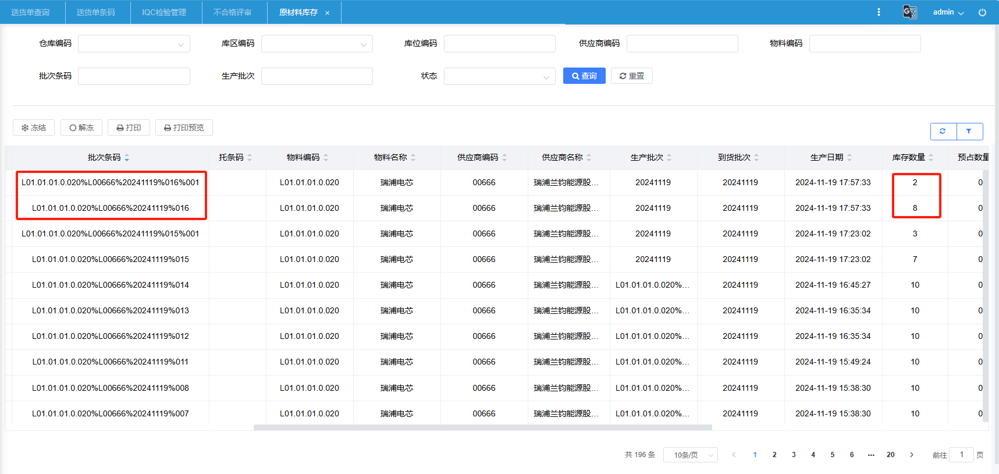 送货单查询 送货单条码 IQC检验管理 不合格评审 原材料库存 × admin
仓库编码 库区编码 库位编码 供应商编码 物料编码
批次条码 生产批次 状态 查询 重置
冻结 解冻 打印 打印预览
批次条码 托条码 物料编码 物料名称 供应商编码 供应商名称 生产批次 到货批次 生产日期 库存数量 预占数量
L01.01.01.0.020%L00666%20241119%016%001 L01.01.01.0.020 瑞浦电芯 00666 瑞浦兰钧能源股... 20241119 20241119 2024-11-19 17:57:33 2 0
L01.01.01.0.020%L00666%20241119%016 L01.01.01.0.020 瑞浦电芯 00666 瑞浦兰钧能源股... 20241119 20241119 2024-11-19 17:57:33 8 0
L01.01.01.0.020%L00666%20241119%015%001 L01.01.01.0.020 瑞浦电芯 00666 瑞浦兰钧能源股... 20241119 20241119 2024-11-19 17:23:02 3 0
L01.01.01.0.020%L00666%20241119%015 L01.01.01.0.020 瑞浦电芯 00666 瑞浦兰钧能源股... 20241119 20241119 2024-11-19 17:23:02 7 0
L01.01.01.0.020%L00666%20241119%014 L01.01.01.0.020 瑞浦电芯 00666 瑞浦兰钧能源股... L01.01.01.0.020%... 20241119 2024-11-19 16:45:27 10 0
L01.01.01.0.020%L00666%20241119%013 L01.01.01.0.020 瑞浦电芯 00666 瑞浦兰钧能源股... L01.01.01.0.020%... 20241119 2024-11-19 16:35:34 10 0
L01.01.01.0.020%L00666%20241119%012 L01.01.01.0.020 瑞浦电芯 00666 瑞浦兰钧能源股... L01.01.01.0.020%... 20241119 2024-11-19 16:35:34 10 0
L01.01.01.0.020%L00666%20241119%011 L01.01.01.0.020 瑞浦电芯 00666 瑞浦兰钧能源股... L01.01.01.0.020%... 20241119 2024-11-19 15:49:24 10 0
L01.01.01.0.020%L00666%20241119%008 L01.01.01.0.020 瑞浦电芯 00666 瑞浦兰钧能源股... L01.01.01.0.020%... 20241119 2024-11-19 15:38:30 10 0
L01.01.01.0.020%L00666%20241119%007 L01.01.01.0.020 瑞浦电芯 00666 瑞浦兰钧能源股... L01.01.01.0.020%... 20241119 2024-11-19 15:38:30 10 0
共 196 条 10条/页 1 2 3 4 5 6 ... 20 前往 1 页